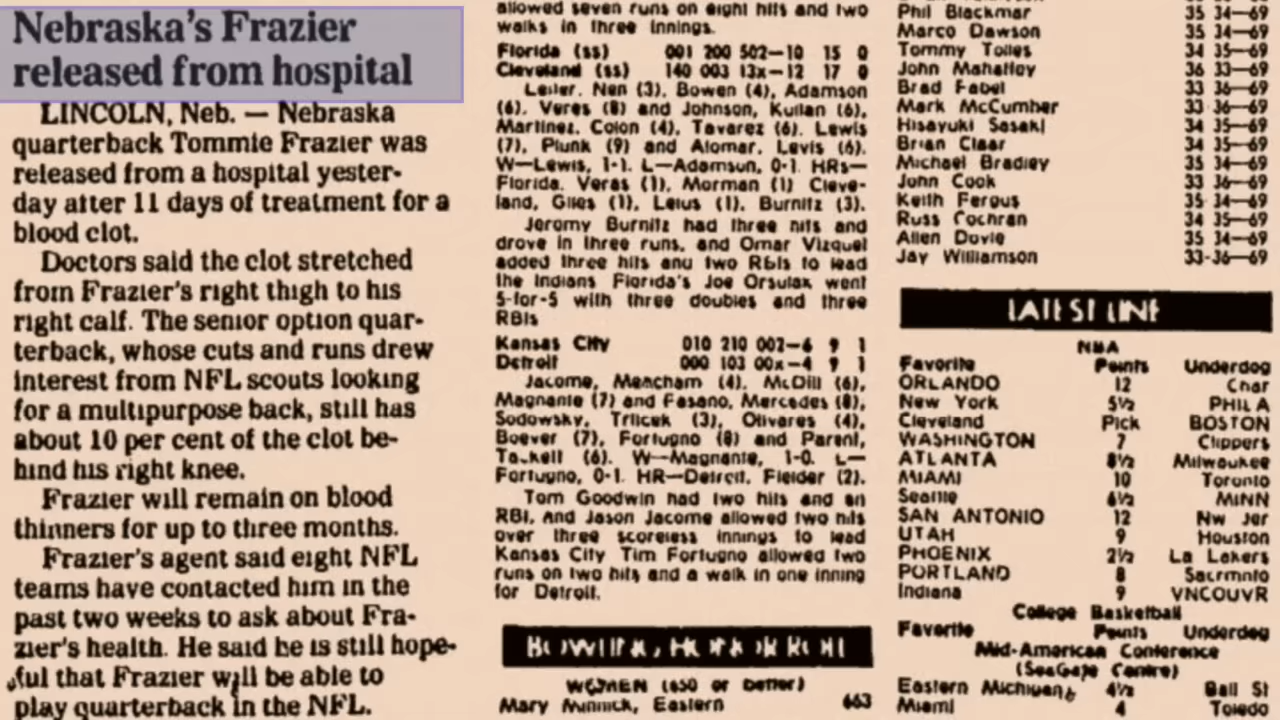 Nebraska's Frazier
released from hospital
LINCOLN, Neb. — Nebraska
quarterback Tommie Frazier was
released from a hospital yester-
day after 11 days of treatment for a
blood clot.
Doctors said the clot stretched
from Frazier's right thigh to his
right calf. The senior option quar-
terback, whose cuts and runs drew
interest from NFL scouts looking
for a multipurpose back, still has
about 10 per cent of the clot be-
hind his right knee.
Frazier will remain on blood
thinners for up to three months.
Frazier's agent said eight NFL
teams have contacted him in the
past two weeks to ask about Fra-
zier's health. He said he is still hope-
ful that Frazier will be able to
play quarterback in the NFL.
allowed seven runs on eight hits and two
walks in three innings.
Florida (ss) 001 200 502—10 15 0
Cleveland (ss) 140 003 13x—12 17 0
Leiter, Nen (3), Bowen (4), Adamson
(6), Veres (8) and Johnson, (6),
Martinez, Colon (4), Tavarez (6), Lewis
(7), Plunk (9) and Alomar, Levis (6).
W—Lewis, 1-1. L—Adamson, 0-1. HRs—
Florida, Veras (1), Morman (1) Cleve-
land, Giles (1), Leius (1), Burnitz (3).
Jeromy Burnitz had three hits and
drove in three runs, and Omar Vizquel
added three hits and two RBIs to lead
the Indians Florida's Joe Orsulak went
5-for-5 with three doubles and three
RBIs
Kansas City 010 210 002—6 9 1
Detroit 000 103 00x—4 9 1
Jacome, Meacham (4), McDill (6),
Magnante (7) and Fasano, Mercedes (8),
Sodowsky, Trlicek (3), Olivares (4),
Boever (7), Fortugno (8) and Parent,
(6). W—Magnante, 1-0. L—
Fortugno, 0-1. HR—Detroit, Fielder (2).
Tom Goodwin had two hits and an
RBI, and Jason Jacome allowed two hits
over three scoreless innings to lead
Kansas City Tim Fortugno allowed two
runs on two hits and a walk in one inning
for Detroit.
WOMEN (650 or better)
Mary Minnick, Eastern 663
Phil Blackmar 35 34—69
Marco Dawson 35 34—69
Tommy Tolles 34 35—69
John Mahaffey 36 33—69
Brad Fabel 33 36—69
Mark McCumber 33 36—69
Hisayuki Sasaki 34 35—69
Brian Claar 34 35—69
Michael Bradley 35 34—69
John Cook 33 36—69
Keith Fergus 35 34—69
Russ Cochran 34 35—69
Allen Doyle 35 34—69
Jay Williamson 33-36—69
LATEST LINE
NBA
Favorite Points Underdog
ORLANDO 12 Char
New York 5½ PHILA
Cleveland Pick BOSTON
WASHINGTON 7 Clippers
ATLANTA 8½ Milwaukee
MIAMI 10 Toronto
Seattle 6½ MINN
SAN ANTONIO 12 Nw Jer
UTAH 9 Houston
PHOENIX 2½ La Lakers
PORTLAND 8 Sacrmnto
Indiana 9 VNCOUVR
College Basketball
Favorite Points Underdog
Mid-American Conference
(SeaGate Centre)
Eastern Michigan 4½ Ball St
Miami 4 Toledo